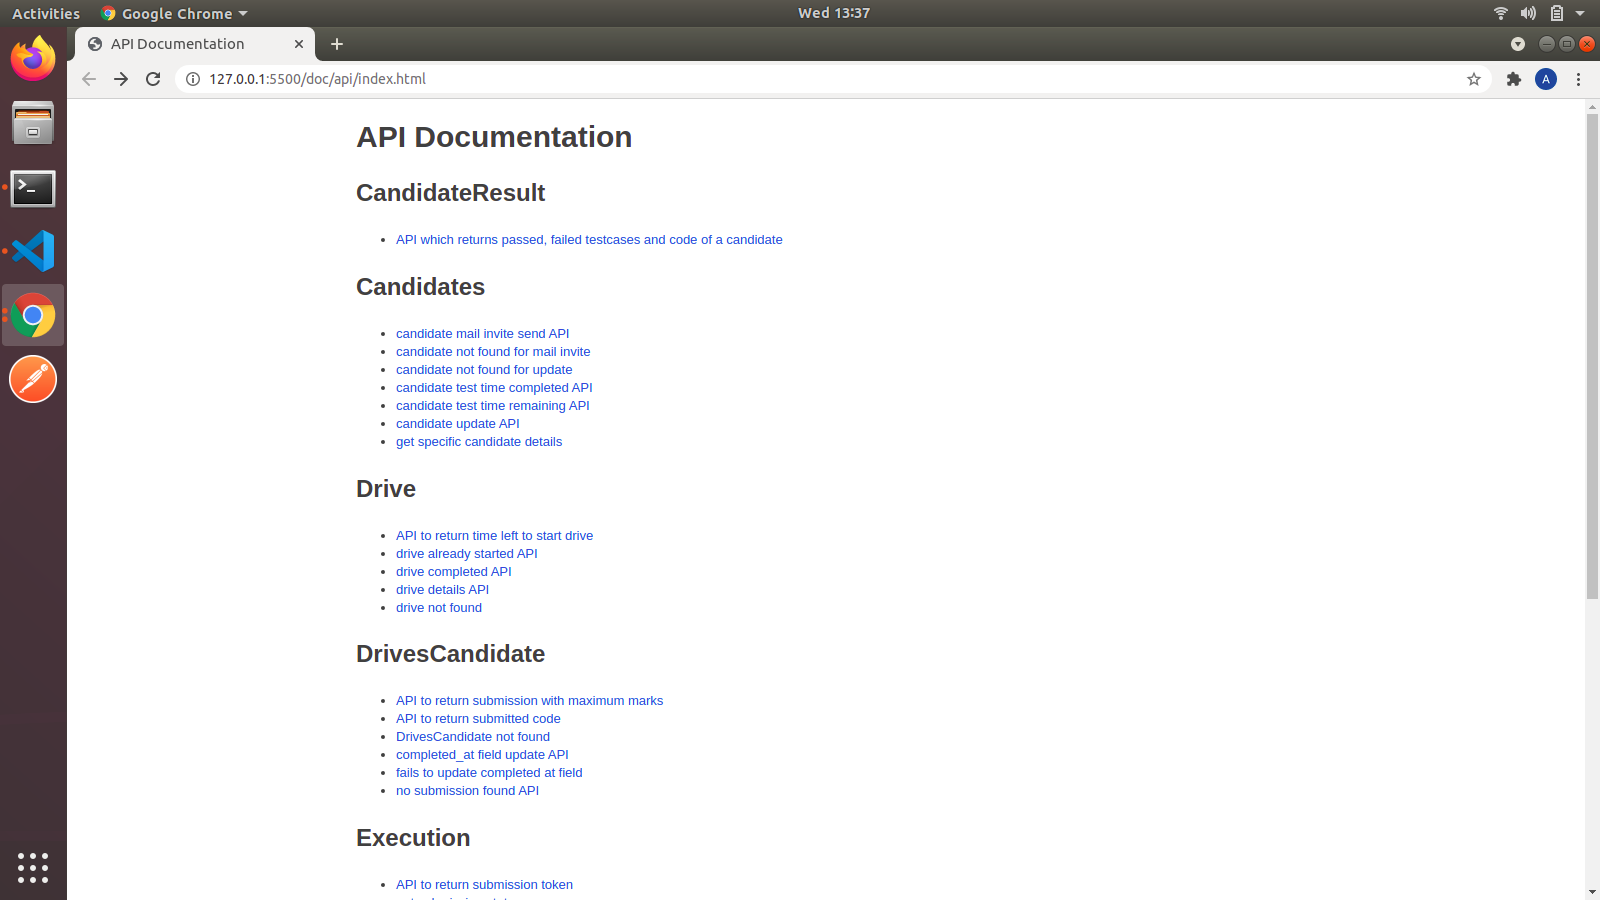 Activities
Google Chrome
Wed 13:37
API Documentation
127.0.0.1:5500/doc/api/index.html
A
API Documentation
CandidateResult
API which returns passed, failed testcases and code of a candidate
Candidates
candidate mail invite send API
candidate not found for mail invite
candidate not found for update
candidate test time completed API
candidate test time remaining API
candidate update API
get specific candidate details
Drive
API to return time left to start drive
drive already started API
drive completed API
drive details API
drive not found
DrivesCandidate
API to return submission with maximum marks
API to return submitted code
DrivesCandidate not found
completed_at field update API
fails to update completed at field
no submission found API
Execution
API to return submission token